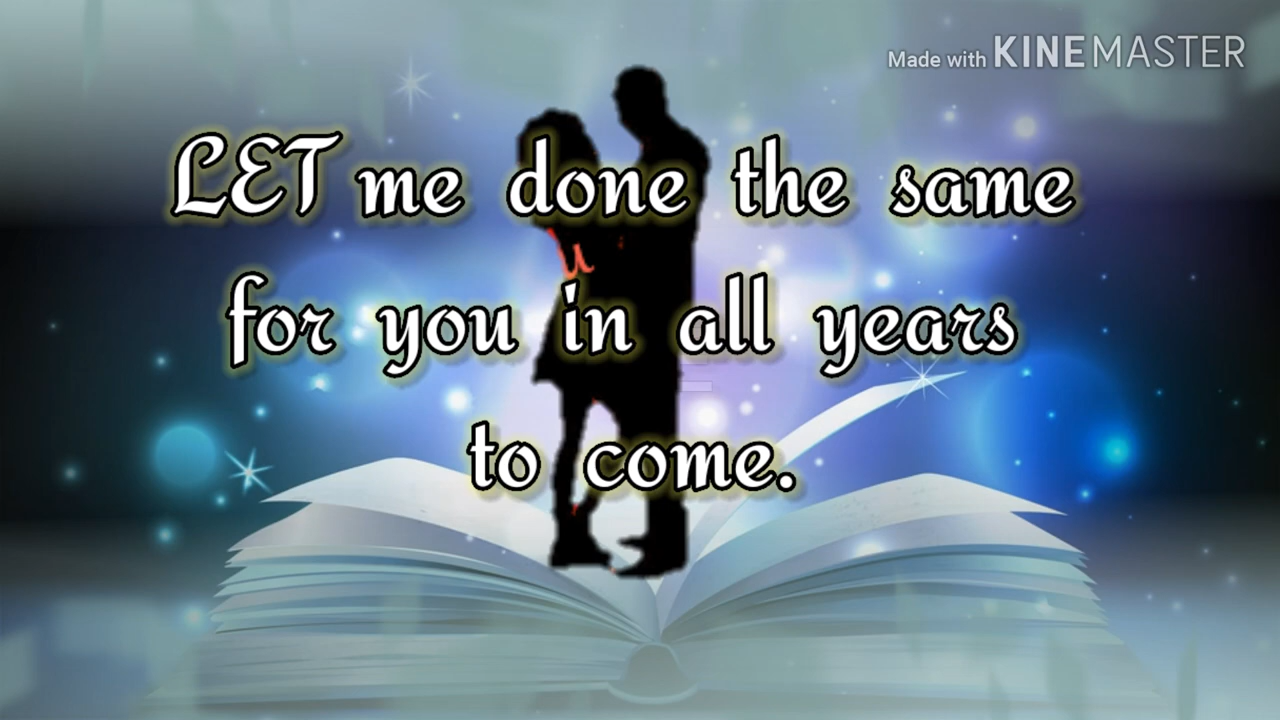 Made with KINEMASTER
LET me done the same
u
for you in all years
to come.